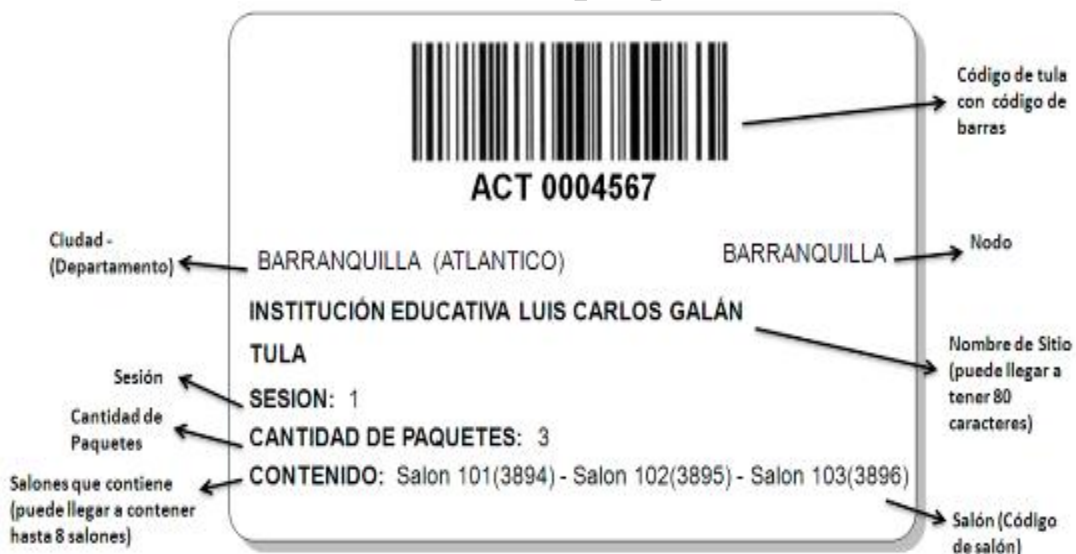 Código de tula
con código de
barras
ACT 0004567
Ciudad -
(Departamento)
BARRANQUILLA (ATLANTICO)
BARRANQUILLA
Nodo
INSTITUCIÓN EDUCATIVA LUIS CARLOS GALÁN
Nombre de Sitio
(puede llegar a
tener 80
caracteres)
TULA
Sesión
SESION: 1
Cantidad de
Paquetes
CANTIDAD DE PAQUETES: 3
Salones que contiene
(puede llegar a contener
hasta 8 salones)
CONTENIDO: Salon 101(3894) - Salon 102(3895) - Salon 103(3896)
Salón (Código
de salón)